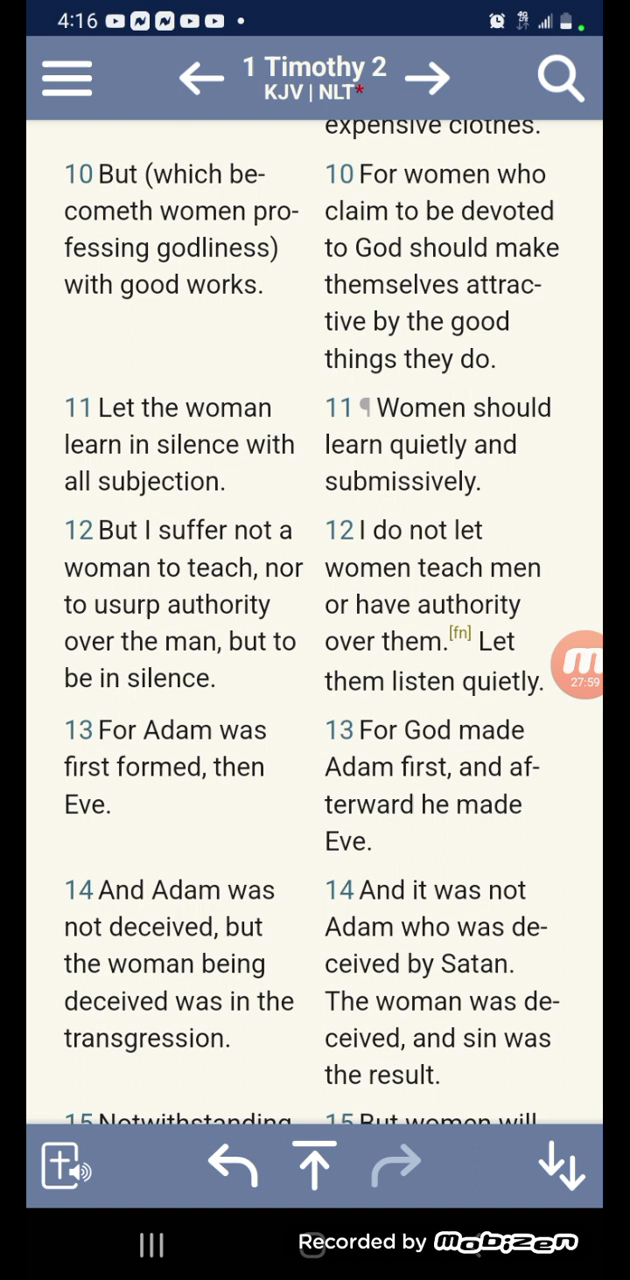 4:16
1 Timothy 2
KJV | NLT*
expensive clothes.
10 But (which be-
cometh women pro-
fessing godliness)
with good works.
10 For women who
claim to be devoted
to God should make
themselves attrac-
tive by the good
things they do.
11 Let the woman
learn in silence with
all subjection.
11 ¶ Women should
learn quietly and
submissively.
12 But I suffer not a
woman to teach, nor
to usurp authority
over the man, but to
be in silence.
12 I do not let
women teach men
or have authority
over them.[fn] Let
them listen quietly.
13 For Adam was
first formed, then
Eve.
13 For God made
Adam first, and af-
terward he made
Eve.
14 And Adam was
not deceived, but
the woman being
deceived was in the
transgression.
14 And it was not
Adam who was de-
ceived by Satan.
The woman was de-
ceived, and sin was
the result.
15 Notwithstanding
15 But women will
27:59
Recorded by mobizen